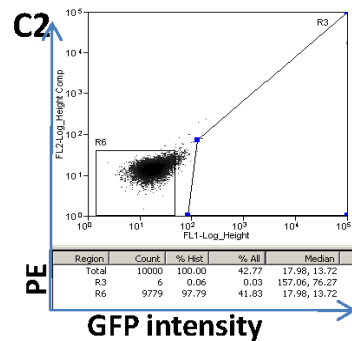 C2
FL2-Log_Height Comp
10^5
10^4
10^3
10^2
10^1
10^0
R3
R6
10^0 10^1 10^2 10^3 10^4 10^5
FL1-Log_Height
Region Count % Hist % All Median
Total 10000 100.00 42.77 17.98, 13.72
R3 6 0.06 0.03 157.06, 76.27
R6 9779 97.79 41.83 17.98, 13.72
PE
GFP intensity